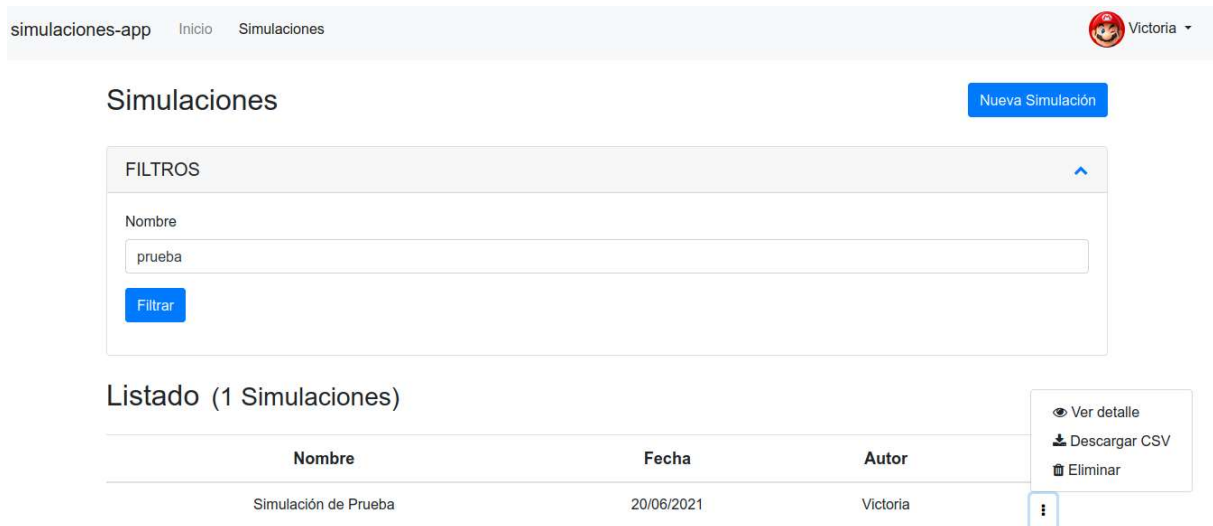 simulaciones-app Inicio Simulaciones Victoria
Simulaciones Nueva Simulación
FILTROS
Nombre
prueba
Filtrar
Listado (1 Simulaciones)
Ver detalle
Descargar CSV
Eliminar
Nombre Fecha Autor
Simulación de Prueba 20/06/2021 Victoria